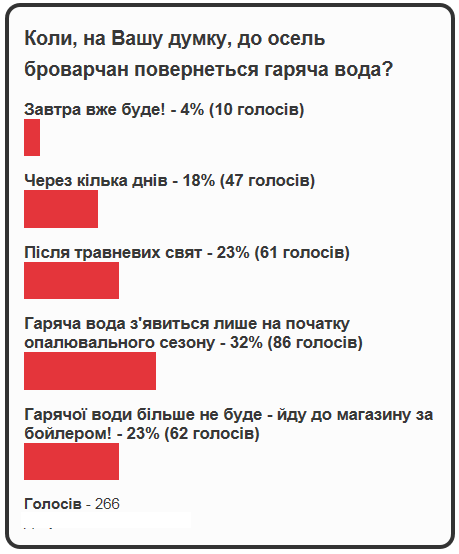 Коли, на Вашу думку, до осель
броварчан повернеться гаряча вода?
Завтра вже буде! - 4% (10 голосів)
Через кілька днів - 18% (47 голосів)
Після травневих свят - 23% (61 голосів)
Гаряча вода з'явиться лише на початку
опалювального сезону - 32% (86 голосів)
Гарячої води більше не буде - йду до магазину за
бойлером! - 23% (62 голосів)
Голосів - 266